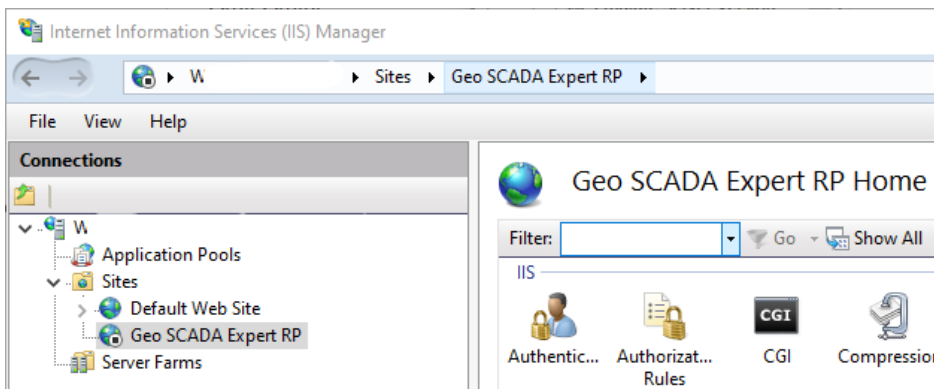 Internet Information Services (IIS) Manager
W Sites Geo SCADA Expert RP
File View Help
Connections
W
Application Pools
Sites
Default Web Site
Geo SCADA Expert RP
Server Farms
Geo SCADA Expert RP Home
Filter: Go Show All
IIS
Authentic... Authorizat... Rules CGI Compression